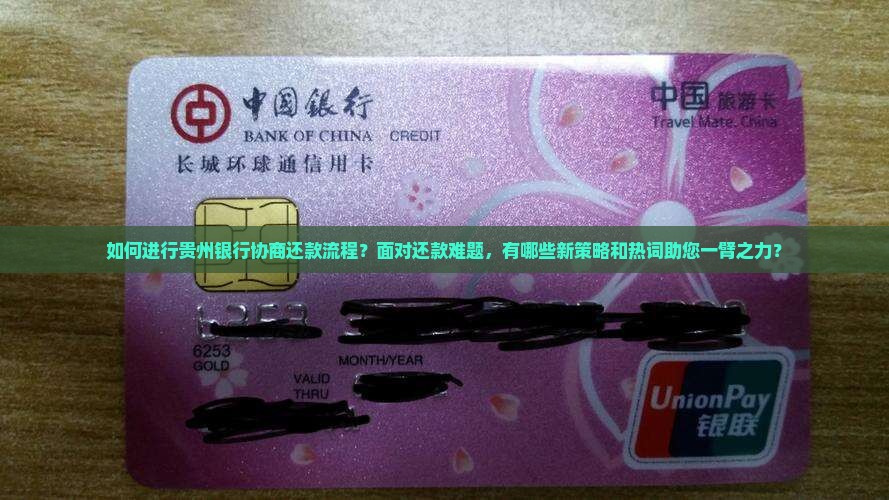 中国银行
BANK OF CHINA CREDIT
长城环球通信用卡
中国旅游卡
Travel Mate. China
如何进行贵州银行协商还款流程？面对还款难题，有哪些新策略和热词助您一臂之力？
6253
6253
GOLD
MONTH/YEAR
VALID
THRU
UnionPay
银联